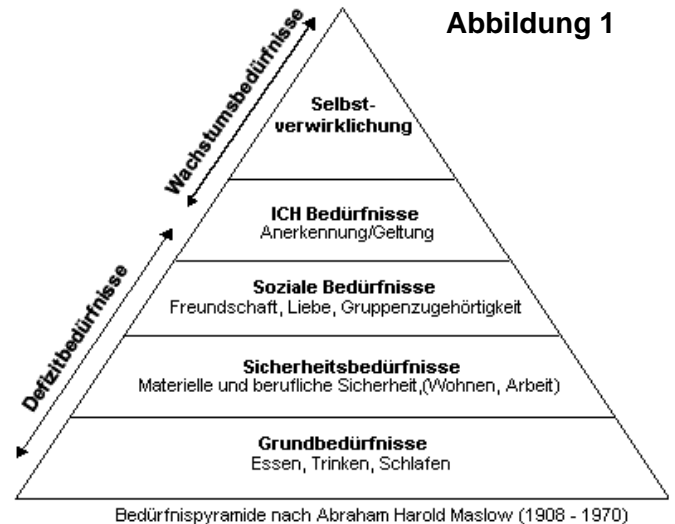 Abbildung 1
Wachstumsbedürfnisse
Defizitbedürfnisse
Selbst-
verwirklichung
ICH Bedürfnisse
Anerkennung/Geltung
Soziale Bedürfnisse
Freundschaft, Liebe, Gruppenzugehörtigkeit
Sicherheitsbedürfnisse
Materielle und berufliche Sicherheit,(Wohnen, Arbeit)
Grundbedürfnisse
Essen, Trinken, Schlafen
Bedürfnispyramide nach Abraham Harold Maslow (1908 - 1970)